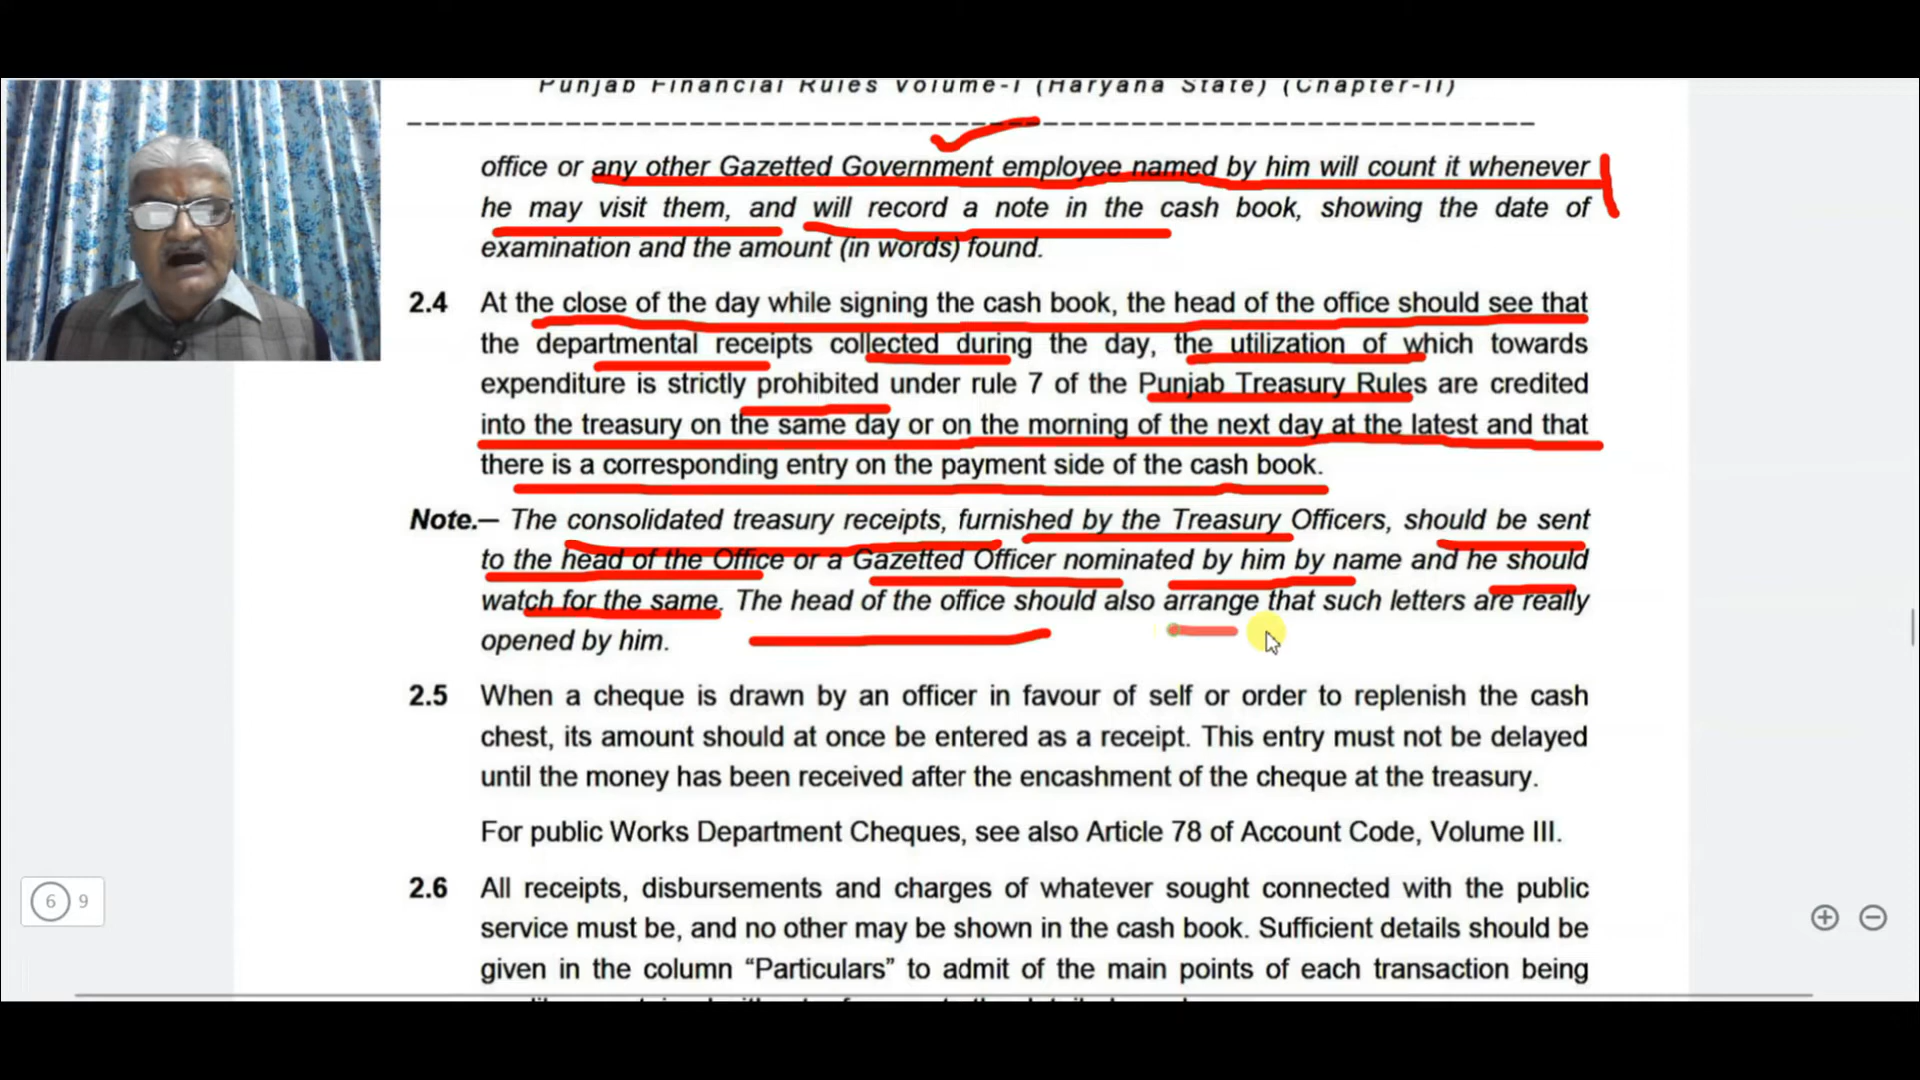 Punjab Financial Rules Volume-I (Haryana State) (Chapter-II)
office or any other Gazetted Government employee named by him will count it whenever
he may visit them, and will record a note in the cash book, showing the date of
examination and the amount (in words) found.
2.4 At the close of the day while signing the cash book, the head of the office should see that
the departmental receipts collected during the day, the utilization of which towards
expenditure is strictly prohibited under rule 7 of the Punjab Treasury Rules are credited
into the treasury on the same day or on the morning of the next day at the latest and that
there is a corresponding entry on the payment side of the cash book.
Note.— The consolidated treasury receipts, furnished by the Treasury Officers, should be sent
to the head of the Office or a Gazetted Officer nominated by him by name and he should
watch for the same. The head of the office should also arrange that such letters are really
opened by him.
2.5 When a cheque is drawn by an officer in favour of self or order to replenish the cash
chest, its amount should at once be entered as a receipt. This entry must not be delayed
until the money has been received after the encashment of the cheque at the treasury.
For public Works Department Cheques, see also Article 78 of Account Code, Volume III.
2.6 All receipts, disbursements and charges of whatever sought connected with the public
service must be, and no other may be shown in the cash book. Sufficient details should be
given in the column “Particulars” to admit of the main points of each transaction being
6 9